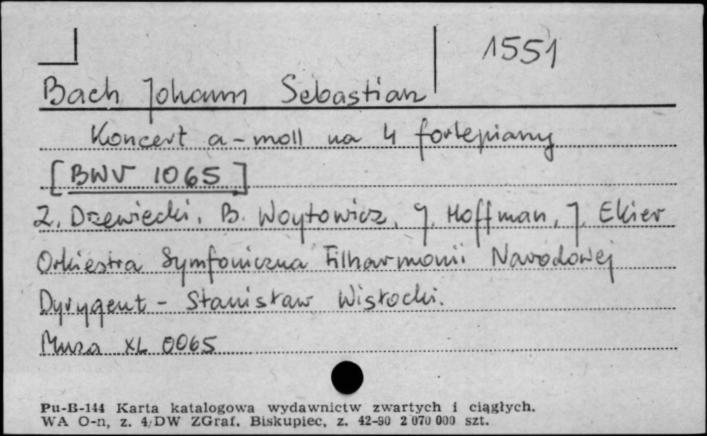 1551
Bach Johann Sebastian
Koncert a-moll na 4 fortepiany
[BWV 1065]
Z. Drzewiecki, B. Woytowicz, J. Hoffman, J. Ekier
Orkiestra Symfoniczna Filharmonii Narodowej
Dyrygent - Stanisław Wisłocki.
Muza XL 0065
Pu-B-144 Karta katalogowa wydawnictw zwartych i ciągłych.
WA O-n, z. 4/DW ZGraf. Biskupiec, z. 42-90 2 070 000 szt.